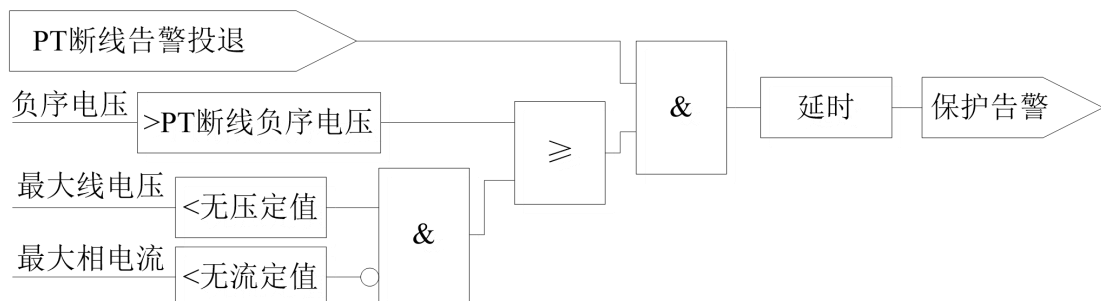 PT断线告警投退
负序电压
>PT断线负序电压
&
延时
保护告警
≥
最大线电压
<无压定值
&
最大相电流
<无流定值